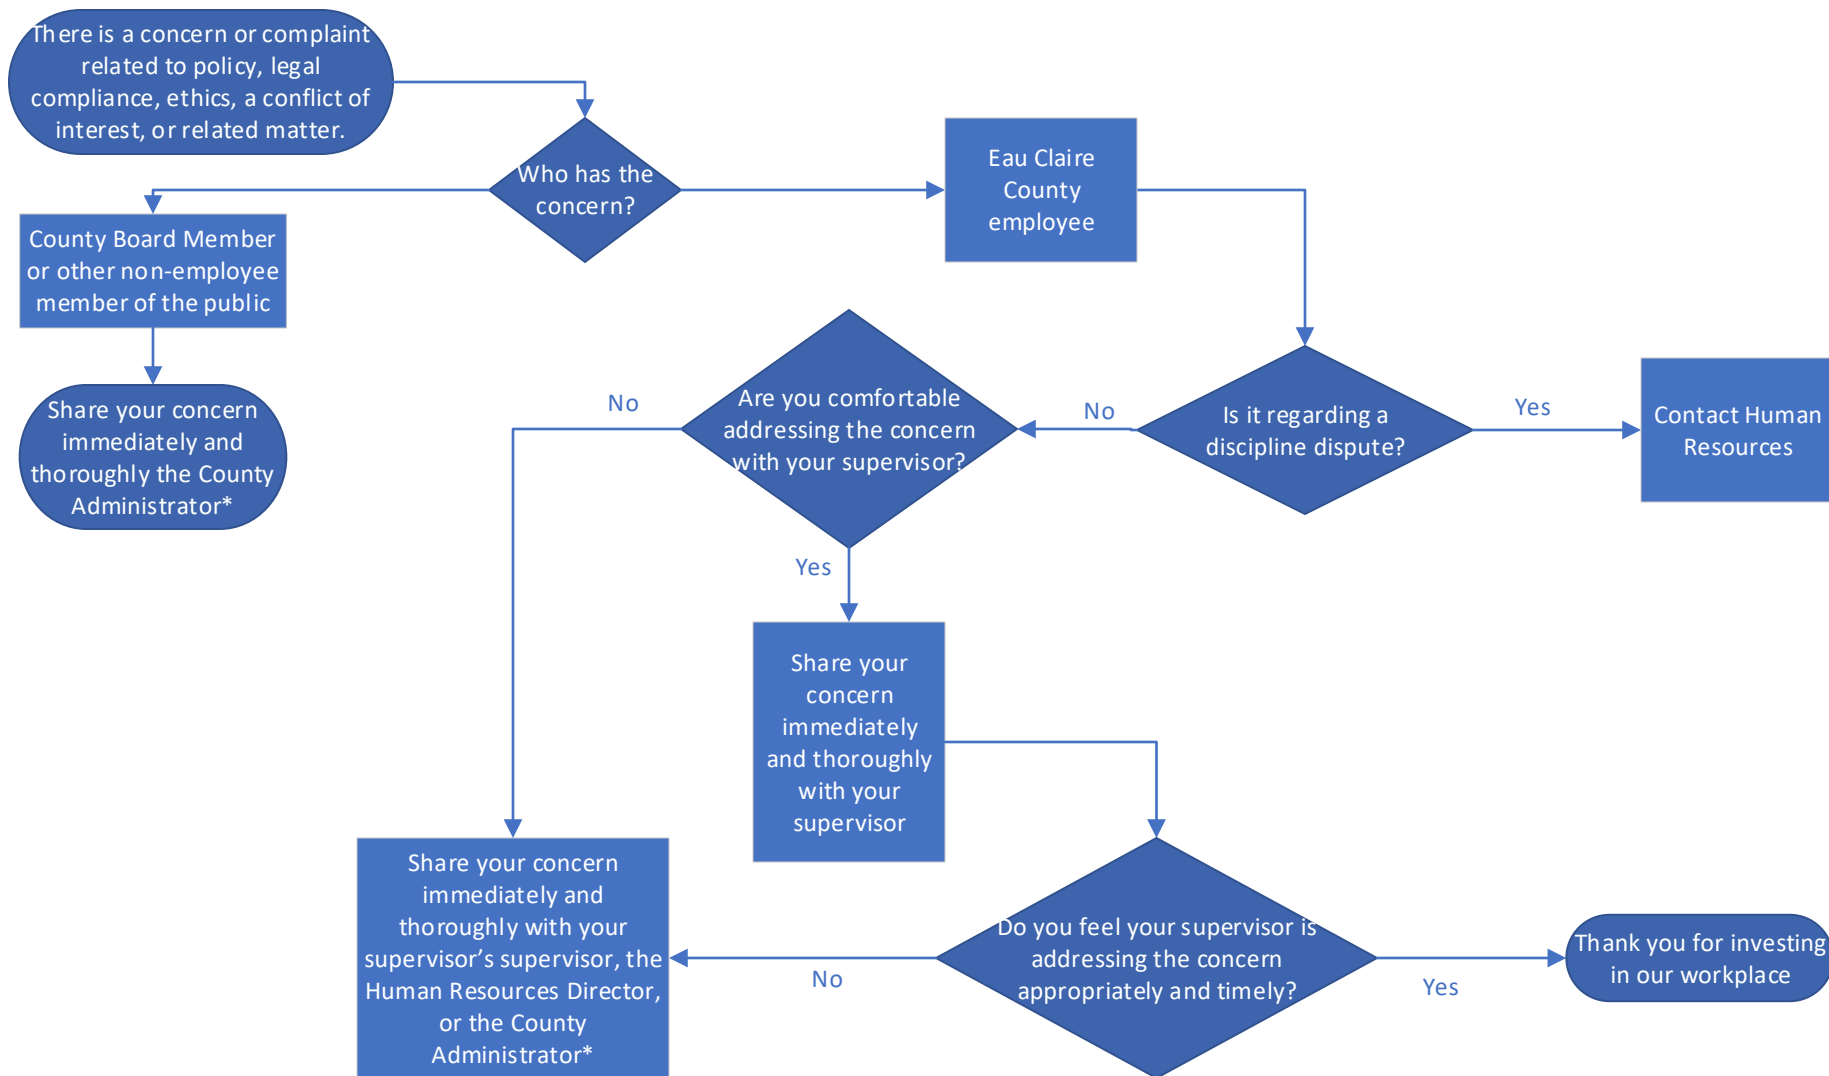 There is a concern or complaint
related to policy, legal
compliance, ethics, a conflict of
interest, or related matter.
Who has the
concern?
Eau Claire
County
employee
County Board Member
or other non-employee
member of the public
Share your concern
immediately and
thoroughly the County
Administrator*
No
Are you comfortable
addressing the concern
with your supervisor?
No
Is it regarding a
discipline dispute?
Yes
Contact Human
Resources
Yes
Share your
concern
immediately
and thoroughly
with your
supervisor
Share your concern
immediately and
thoroughly with your
supervisor’s supervisor, the
Human Resources Director,
or the County
Administrator*
No
Do you feel your supervisor is
addressing the concern
appropriately and timely?
Yes
Thank you for investing
in our workplace